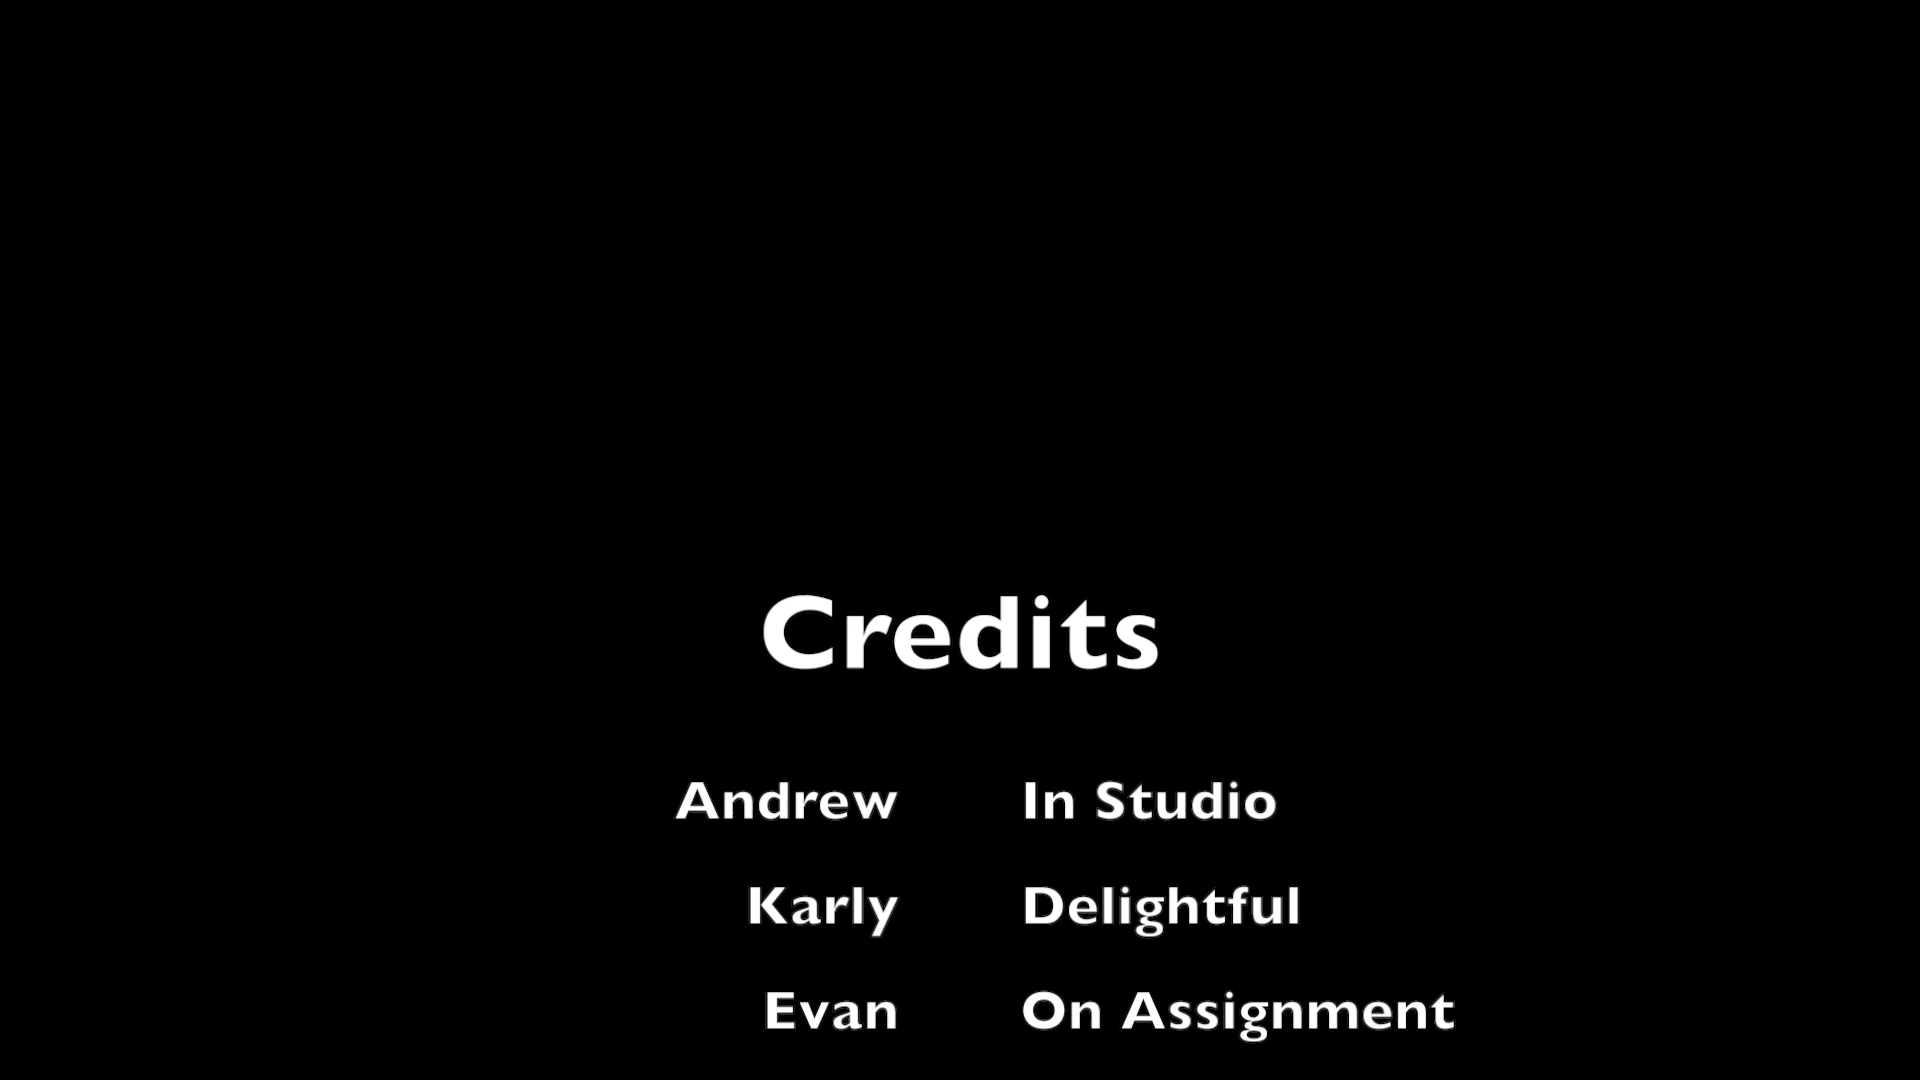 Credits
Andrew In Studio
Karly Delightful
Evan On Assignment